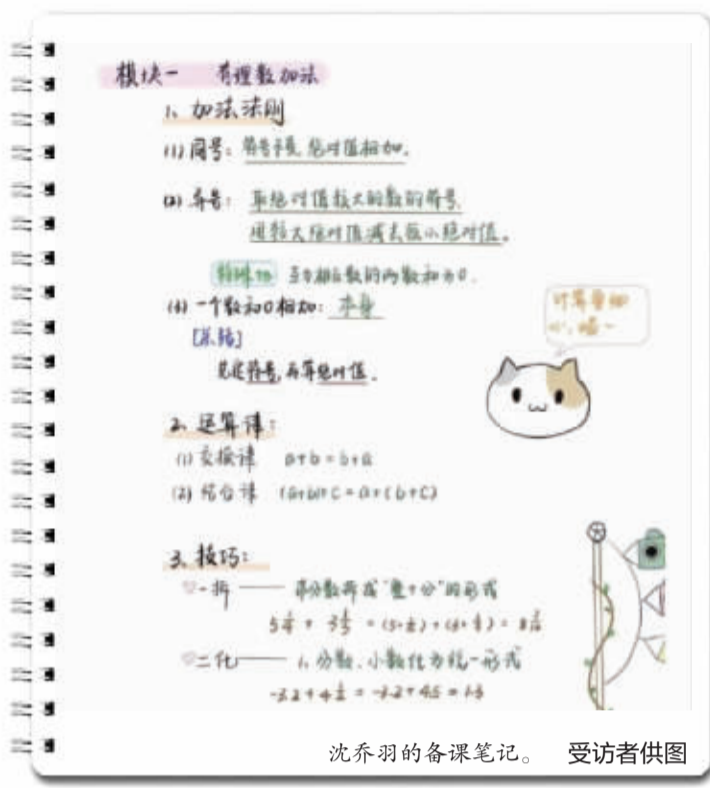 模块一 有理数加法
1、加法法则
(1) 同号：符号不变,绝对值相加。
(2) 异号：取绝对值较大的数的符号,
用较大绝对值减去较小绝对值。
互为相反数的两数和为0.
(3) 一个数和0相加：本身
[总结]
先定符号,再算绝对值.
计算要细
心,喵~
2、运算律：
(1) 交换律 a+b=b+a
(2) 结合律 (a+b)+c=a+(b+c)
3、技巧：
♡一拆—— 带分数拆成"整+分"的形式
♡二化—— 1、分数、小数化为统一形式
沈乔羽的备课笔记。 受访者供图